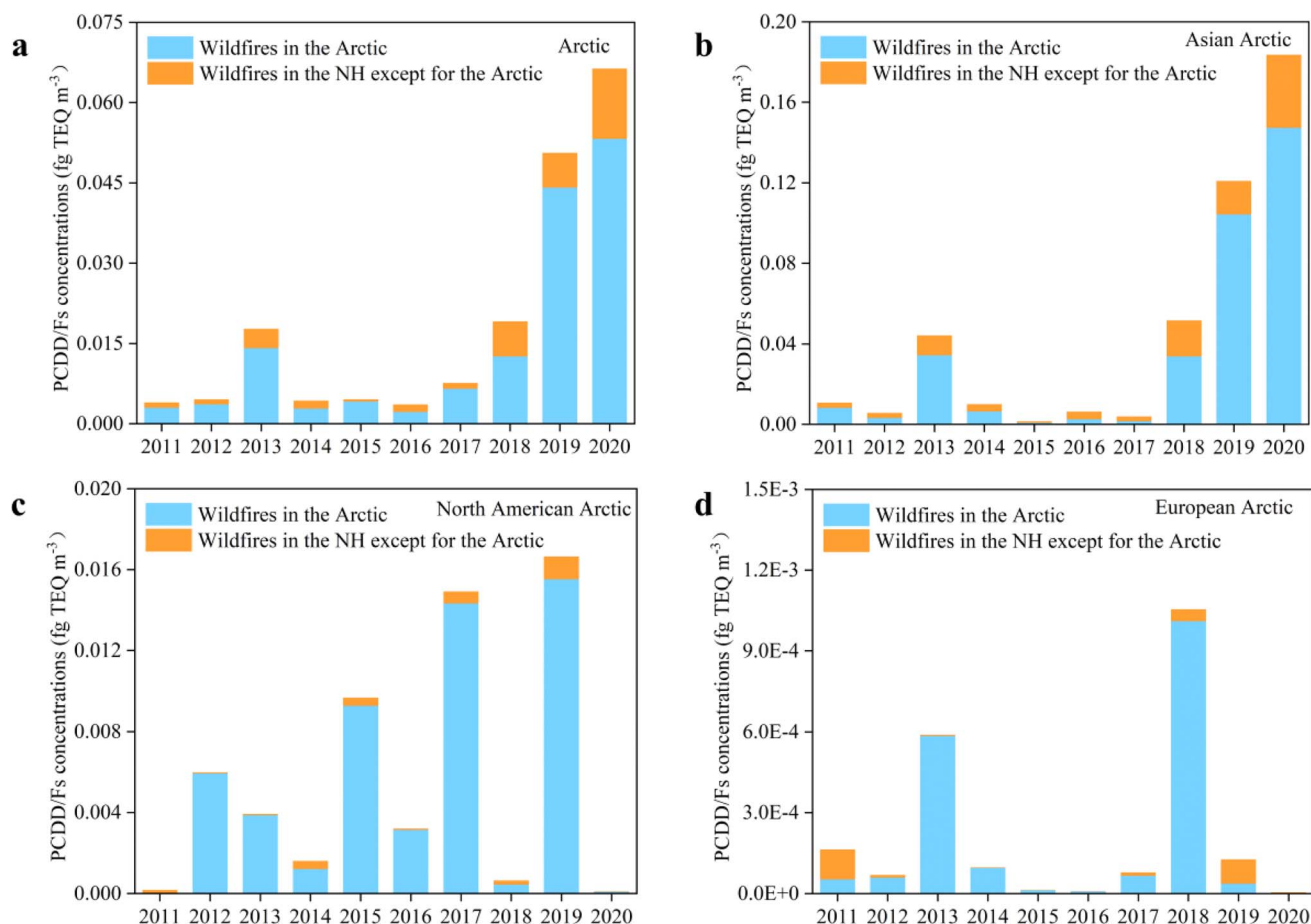 a
Arctic
Wildfires in the Arctic
Wildfires in the NH except for the Arctic
PCDD/Fs concentrations (fg TEQ m⁻³)
0.075
0.060
0.045
0.030
0.015
0.000
2011 2012 2013 2014 2015 2016 2017 2018 2019 2020
b
Asian Arctic
Wildfires in the Arctic
Wildfires in the NH except for the Arctic
PCDD/Fs concentrations (fg TEQ m⁻³)
0.20
0.16
0.12
0.08
0.04
0.00
2011 2012 2013 2014 2015 2016 2017 2018 2019 2020
c
North American Arctic
Wildfires in the Arctic
Wildfires in the NH except for the Arctic
PCDD/Fs concentrations (fg TEQ m⁻³)
0.020
0.016
0.012
0.008
0.004
0.000
2011 2012 2013 2014 2015 2016 2017 2018 2019 2020
d
European Arctic
Wildfires in the Arctic
Wildfires in the NH except for the Arctic
PCDD/Fs concentrations (fg TEQ m⁻³)
1.5E-3
1.2E-3
9.0E-4
6.0E-4
3.0E-4
0.0E+0
2011 2012 2013 2014 2015 2016 2017 2018 2019 2020